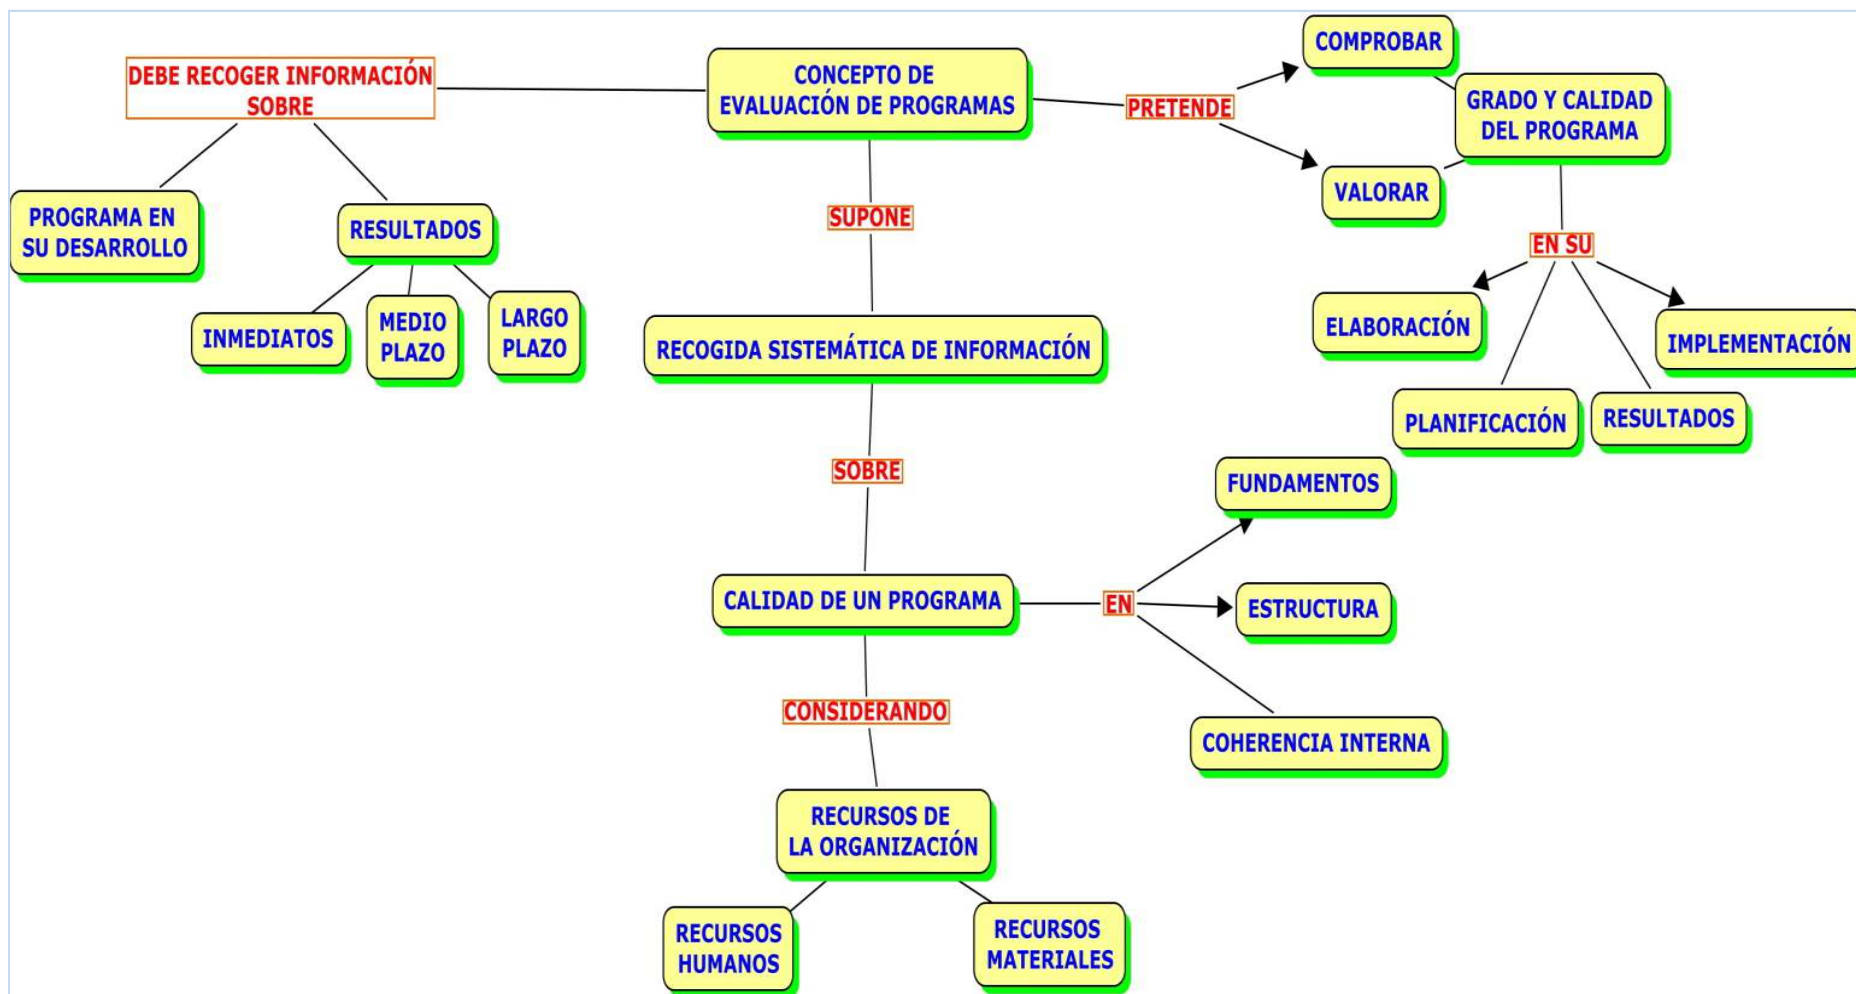 DEBE RECOGER INFORMACIÓN
SOBRE
CONCEPTO DE
EVALUACIÓN DE PROGRAMAS
PRETENDE
COMPROBAR
VALORAR
GRADO Y CALIDAD
DEL PROGRAMA
PROGRAMA EN
SU DESARROLLO
RESULTADOS
INMEDIATOS
MEDIO
PLAZO
LARGO
PLAZO
SUPONE
RECOGIDA SISTEMÁTICA DE INFORMACIÓN
EN SU
ELABORACIÓN
PLANIFICACIÓN
RESULTADOS
IMPLEMENTACIÓN
SOBRE
CALIDAD DE UN PROGRAMA
EN
FUNDAMENTOS
ESTRUCTURA
COHERENCIA INTERNA
CONSIDERANDO
RECURSOS DE
LA ORGANIZACIÓN
RECURSOS
HUMANOS
RECURSOS
MATERIALES